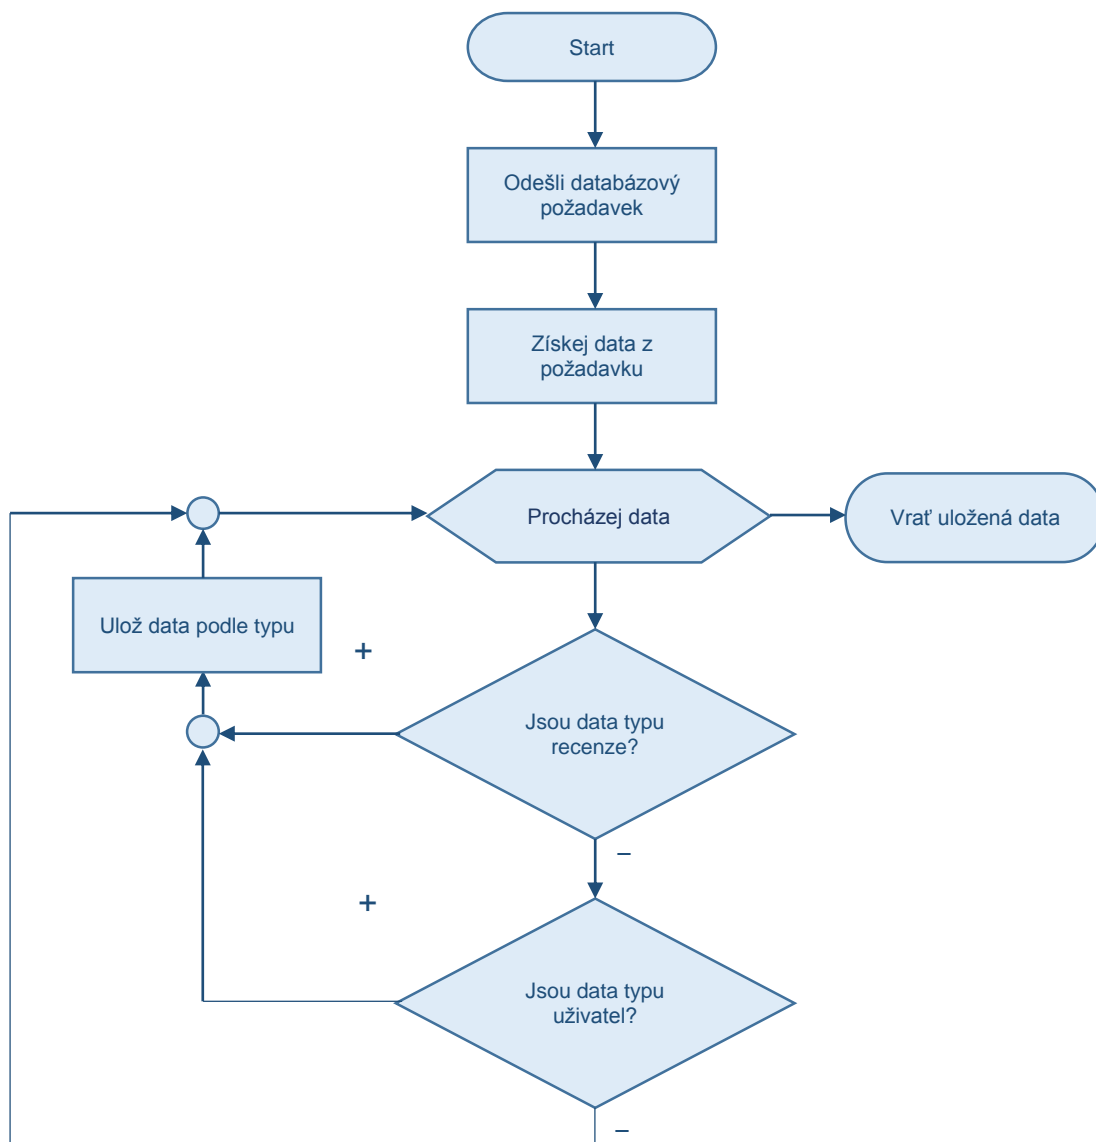 Start
Odešli databázový
požadavek
Získej data z
požadavku
Procházej data
Vrať uložená data
Ulož data podle typu
+
Jsou data typu
recenze?
–
+
Jsou data typu
uživatel?
–